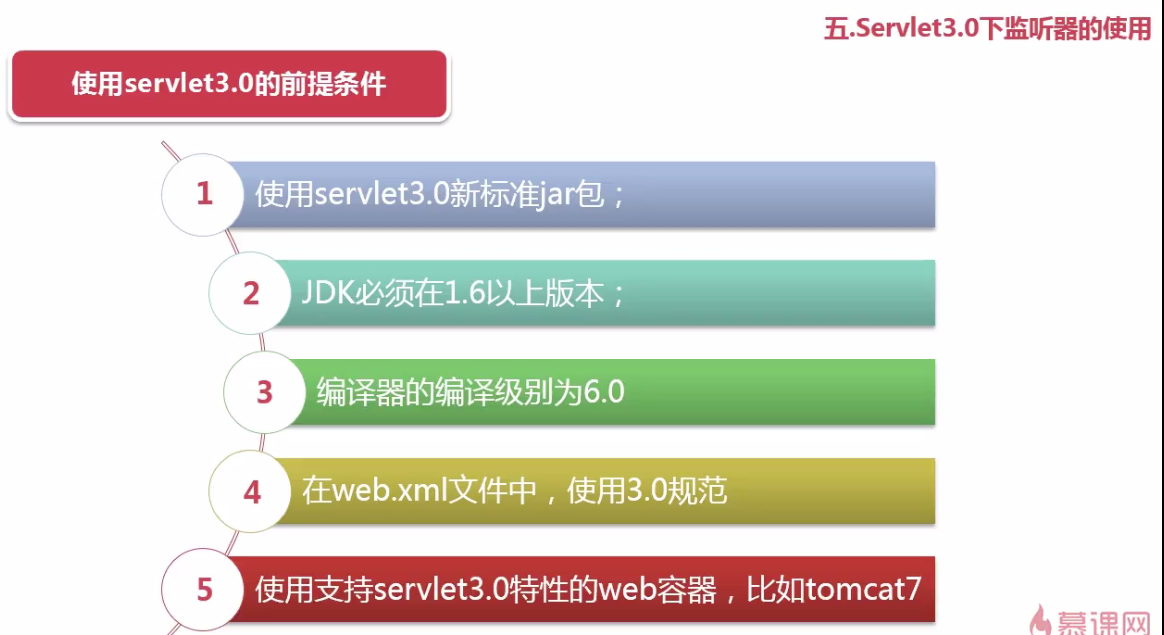 五.Servlet3.0下监听器的使用
使用servlet3.0的前提条件
1 使用servlet3.0新标准jar包；
2 JDK必须在1.6以上版本；
3 编译器的编译级别为6.0
4 在web.xml文件中，使用3.0规范
5 使用支持servlet3.0特性的web容器，比如tomcat7
慕课网